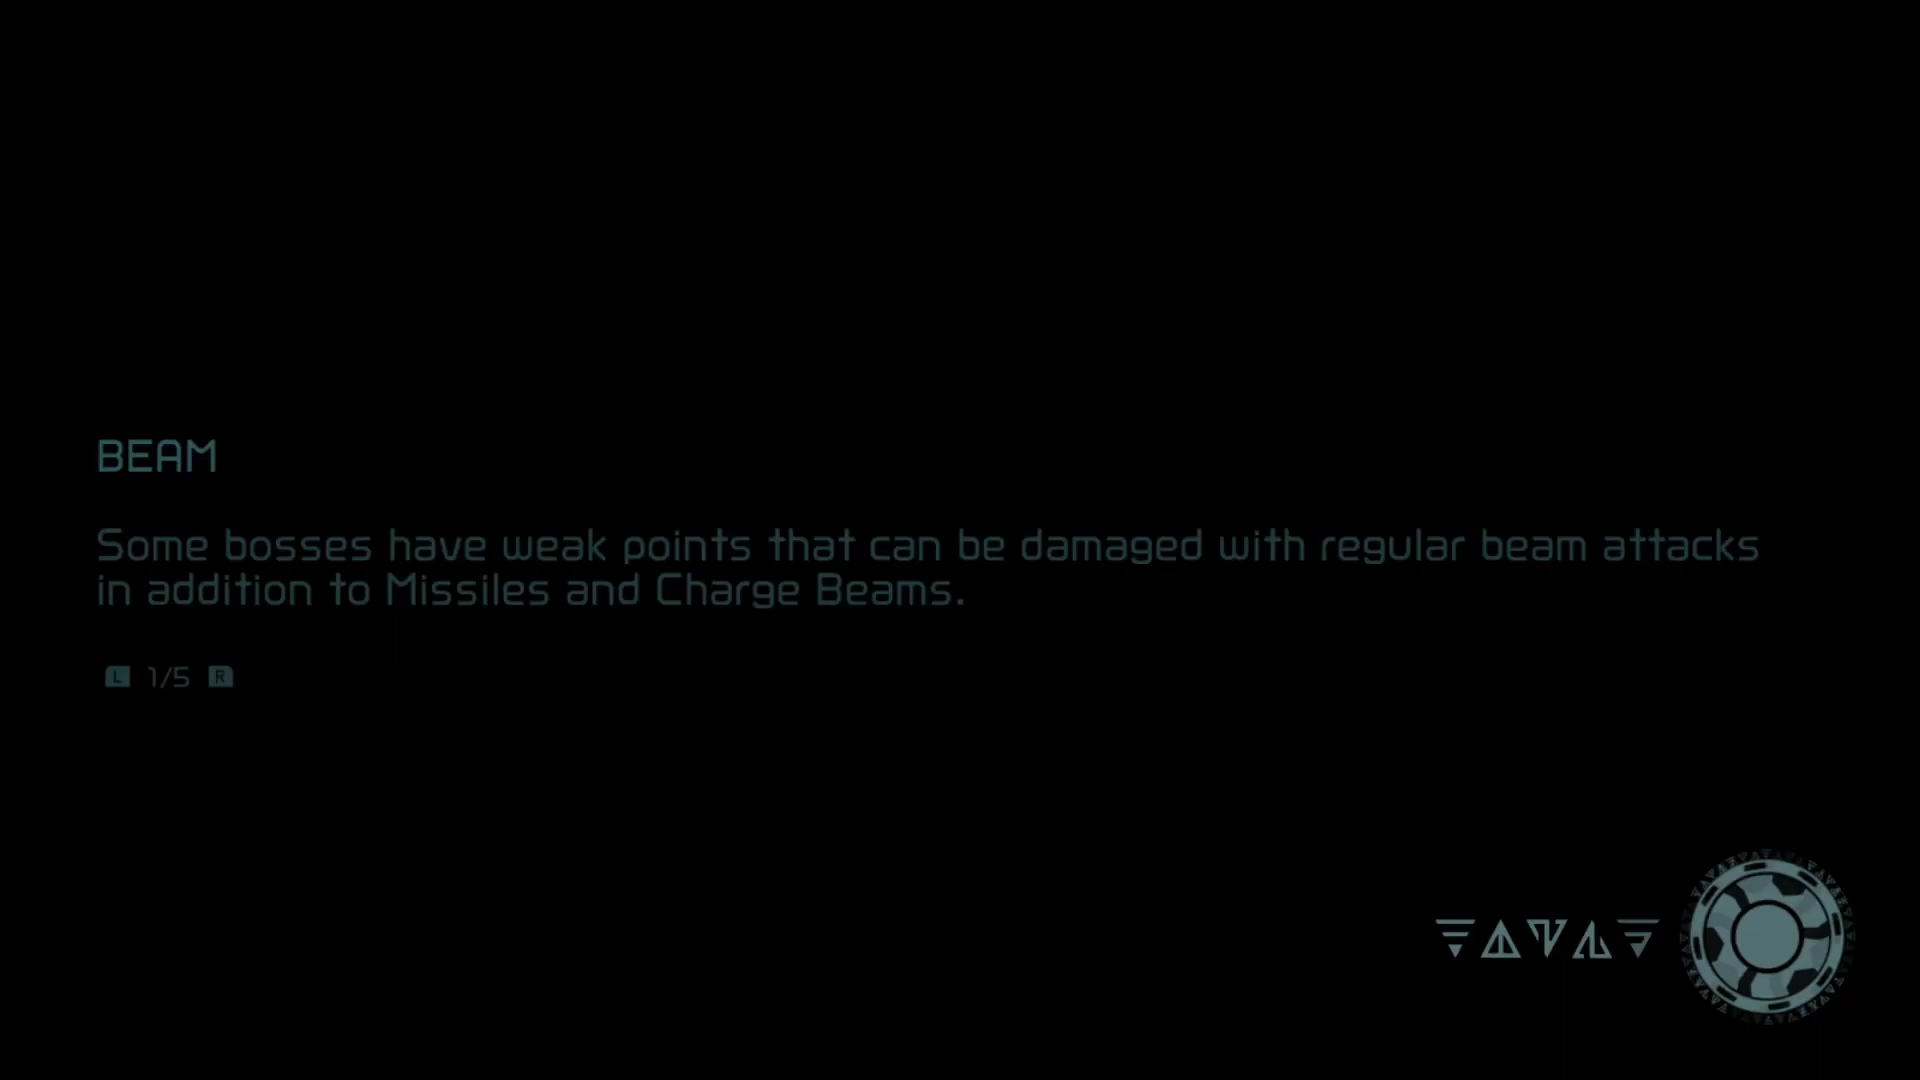 BEAM
Some bosses have weak points that can be damaged with regular beam attacks
in addition to Missiles and Charge Beams.
L 1/5 R